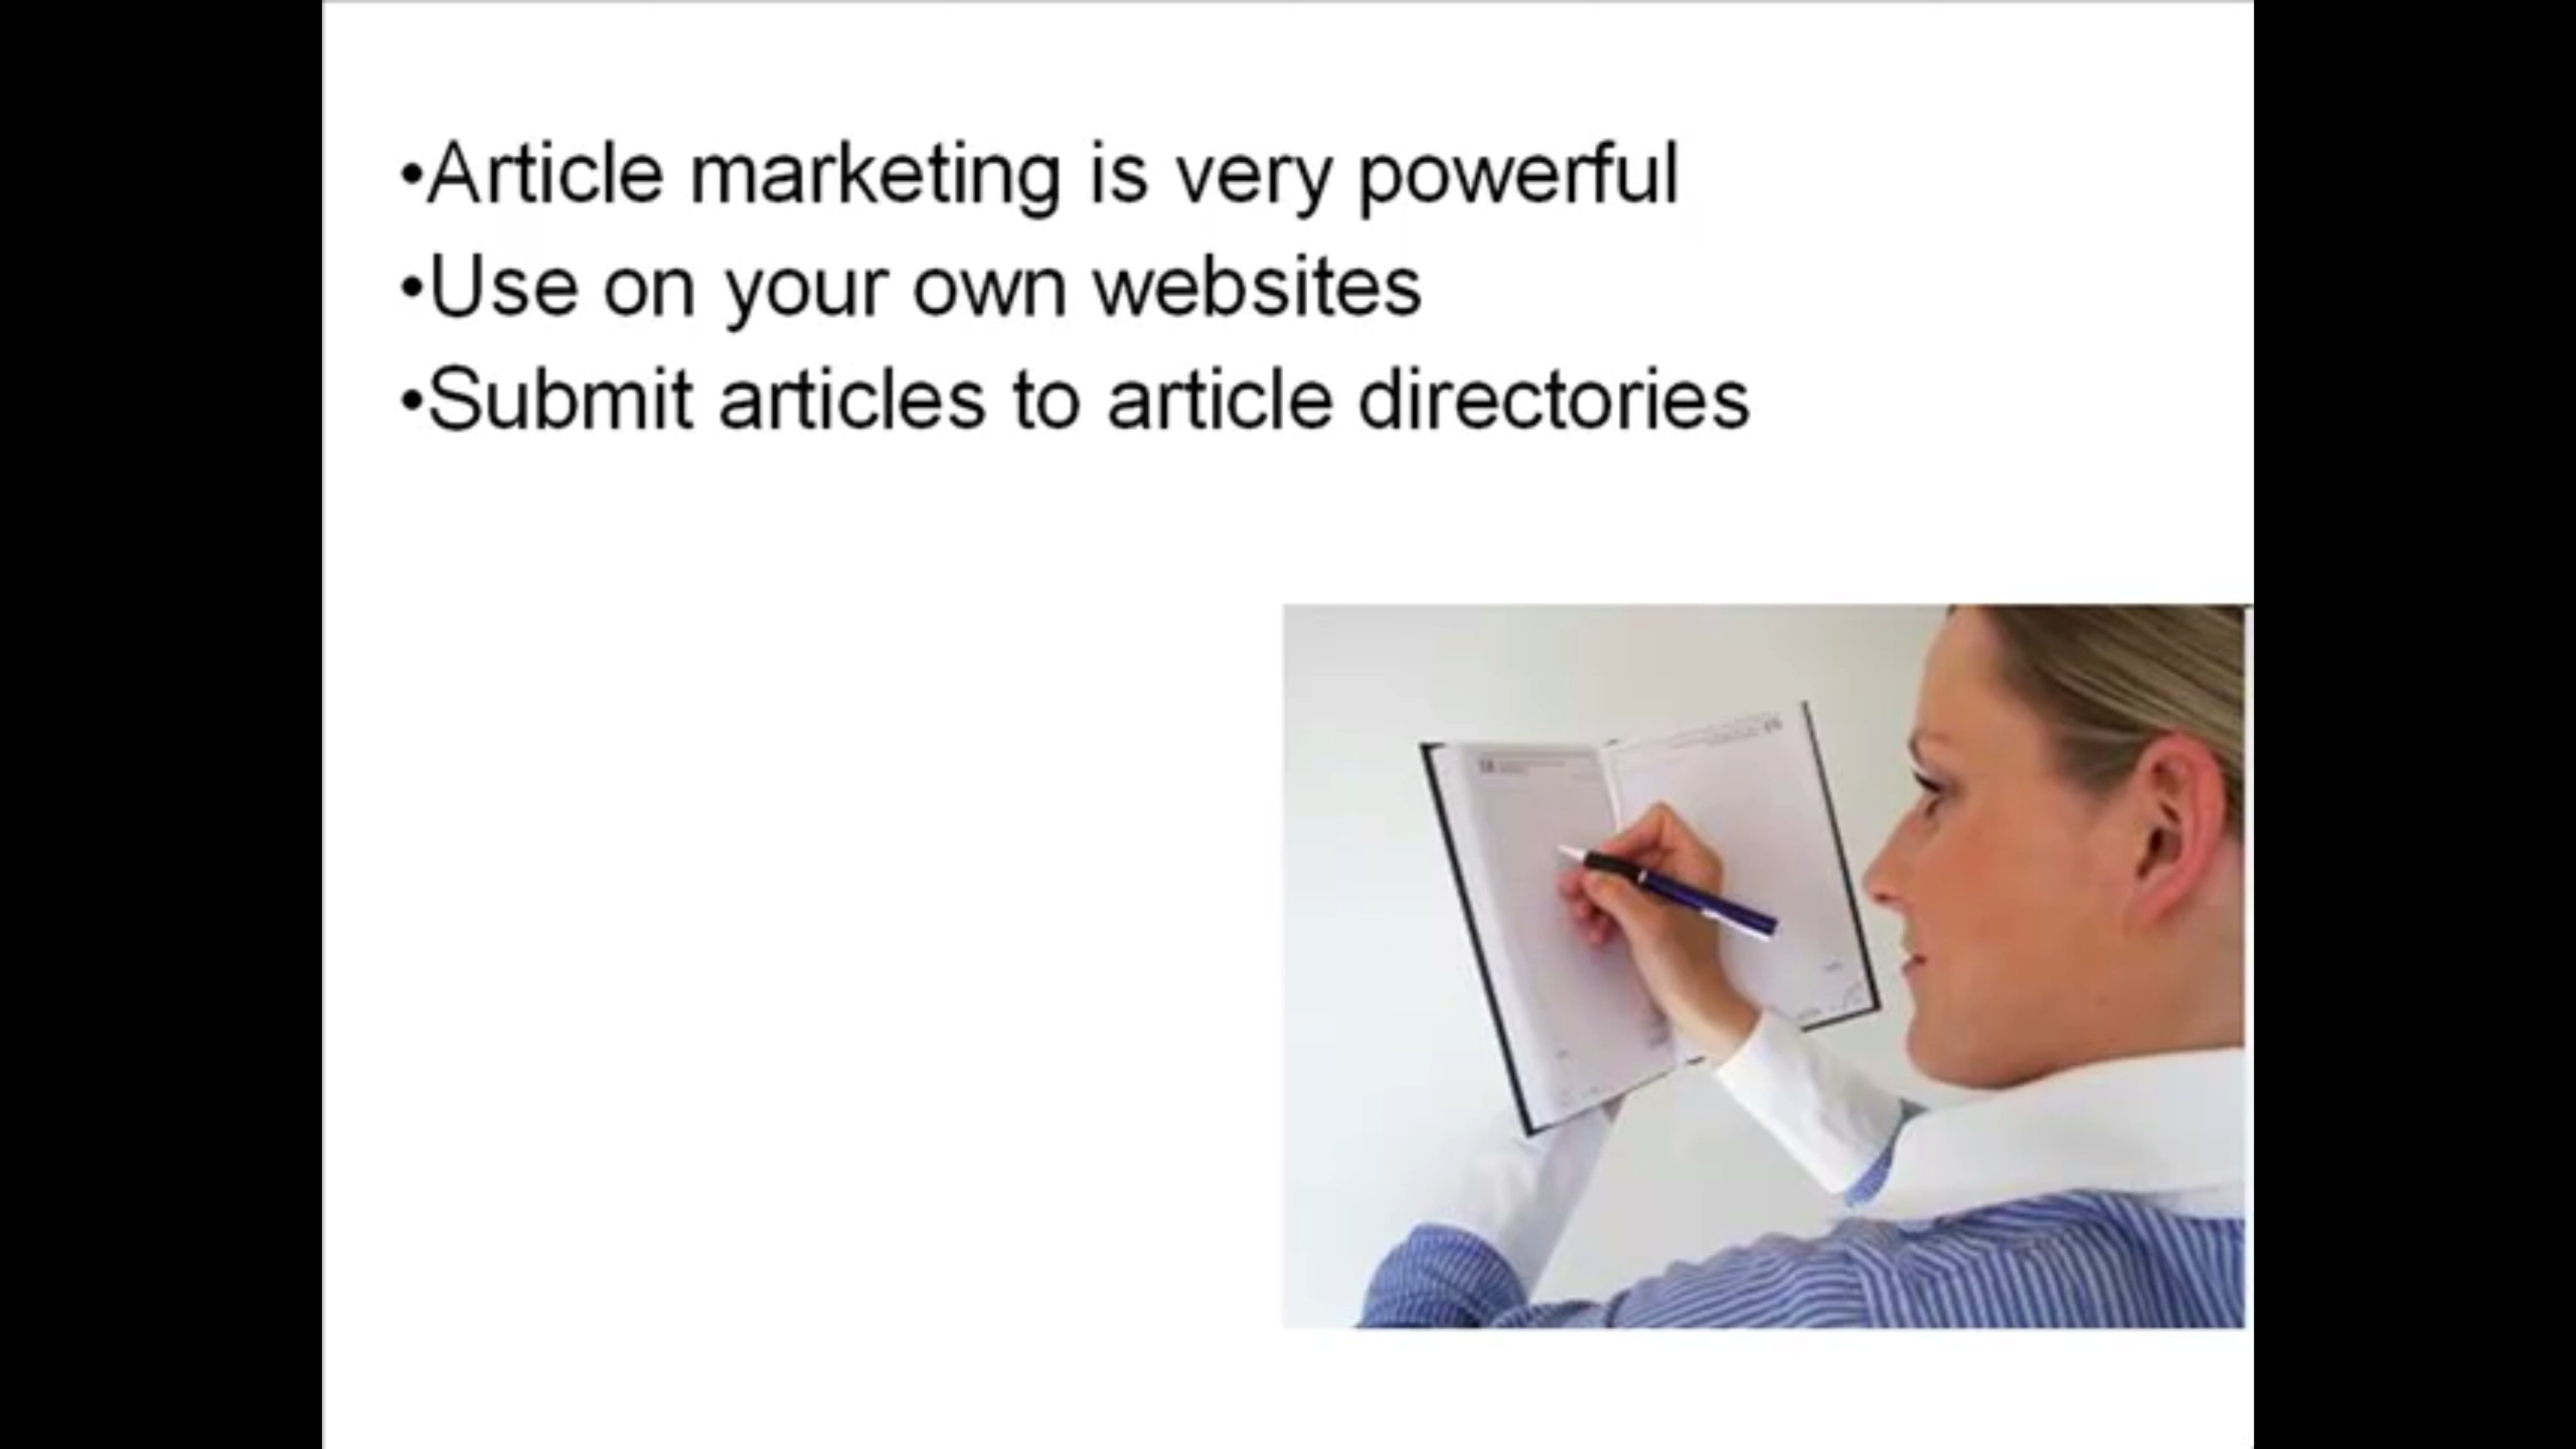 •Article marketing is very powerful
•Use on your own websites
•Submit articles to article directories